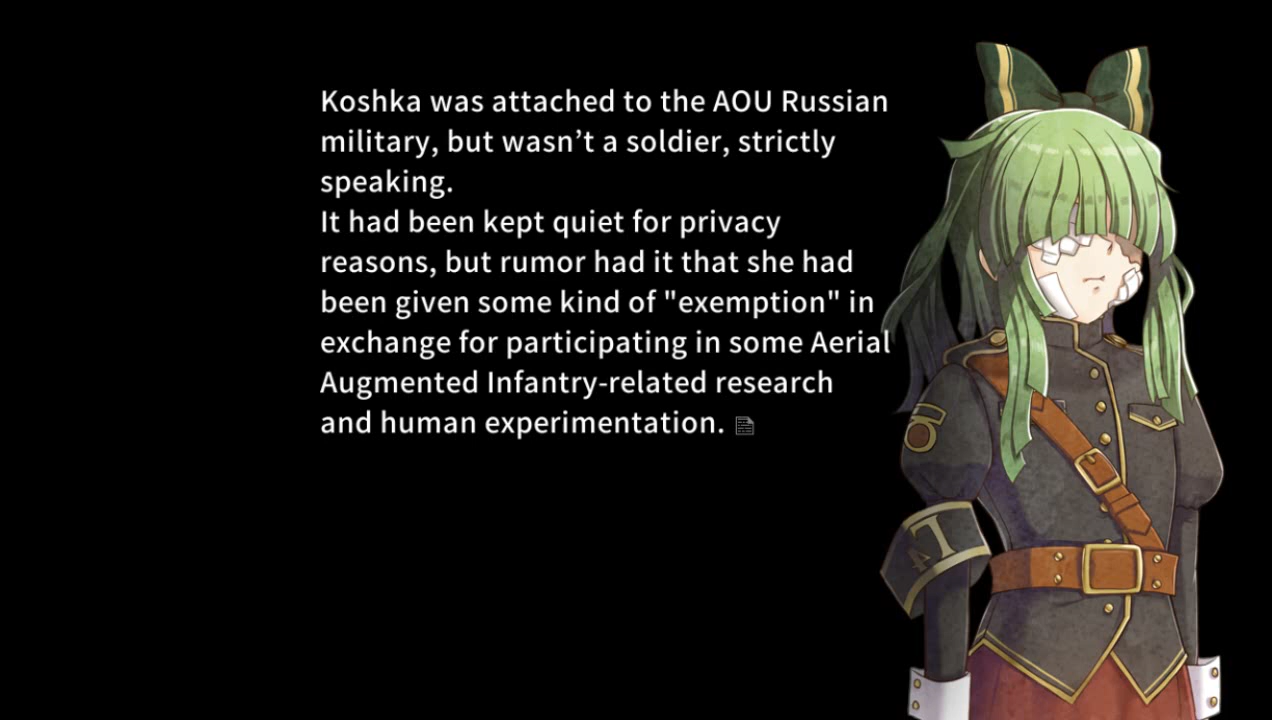 Koshka was attached to the AOU Russian
military, but wasn’t a soldier, strictly
speaking.
It had been kept quiet for privacy
reasons, but rumor had it that she had
been given some kind of "exemption" in
exchange for participating in some Aerial
Augmented Infantry-related research
and human experimentation.